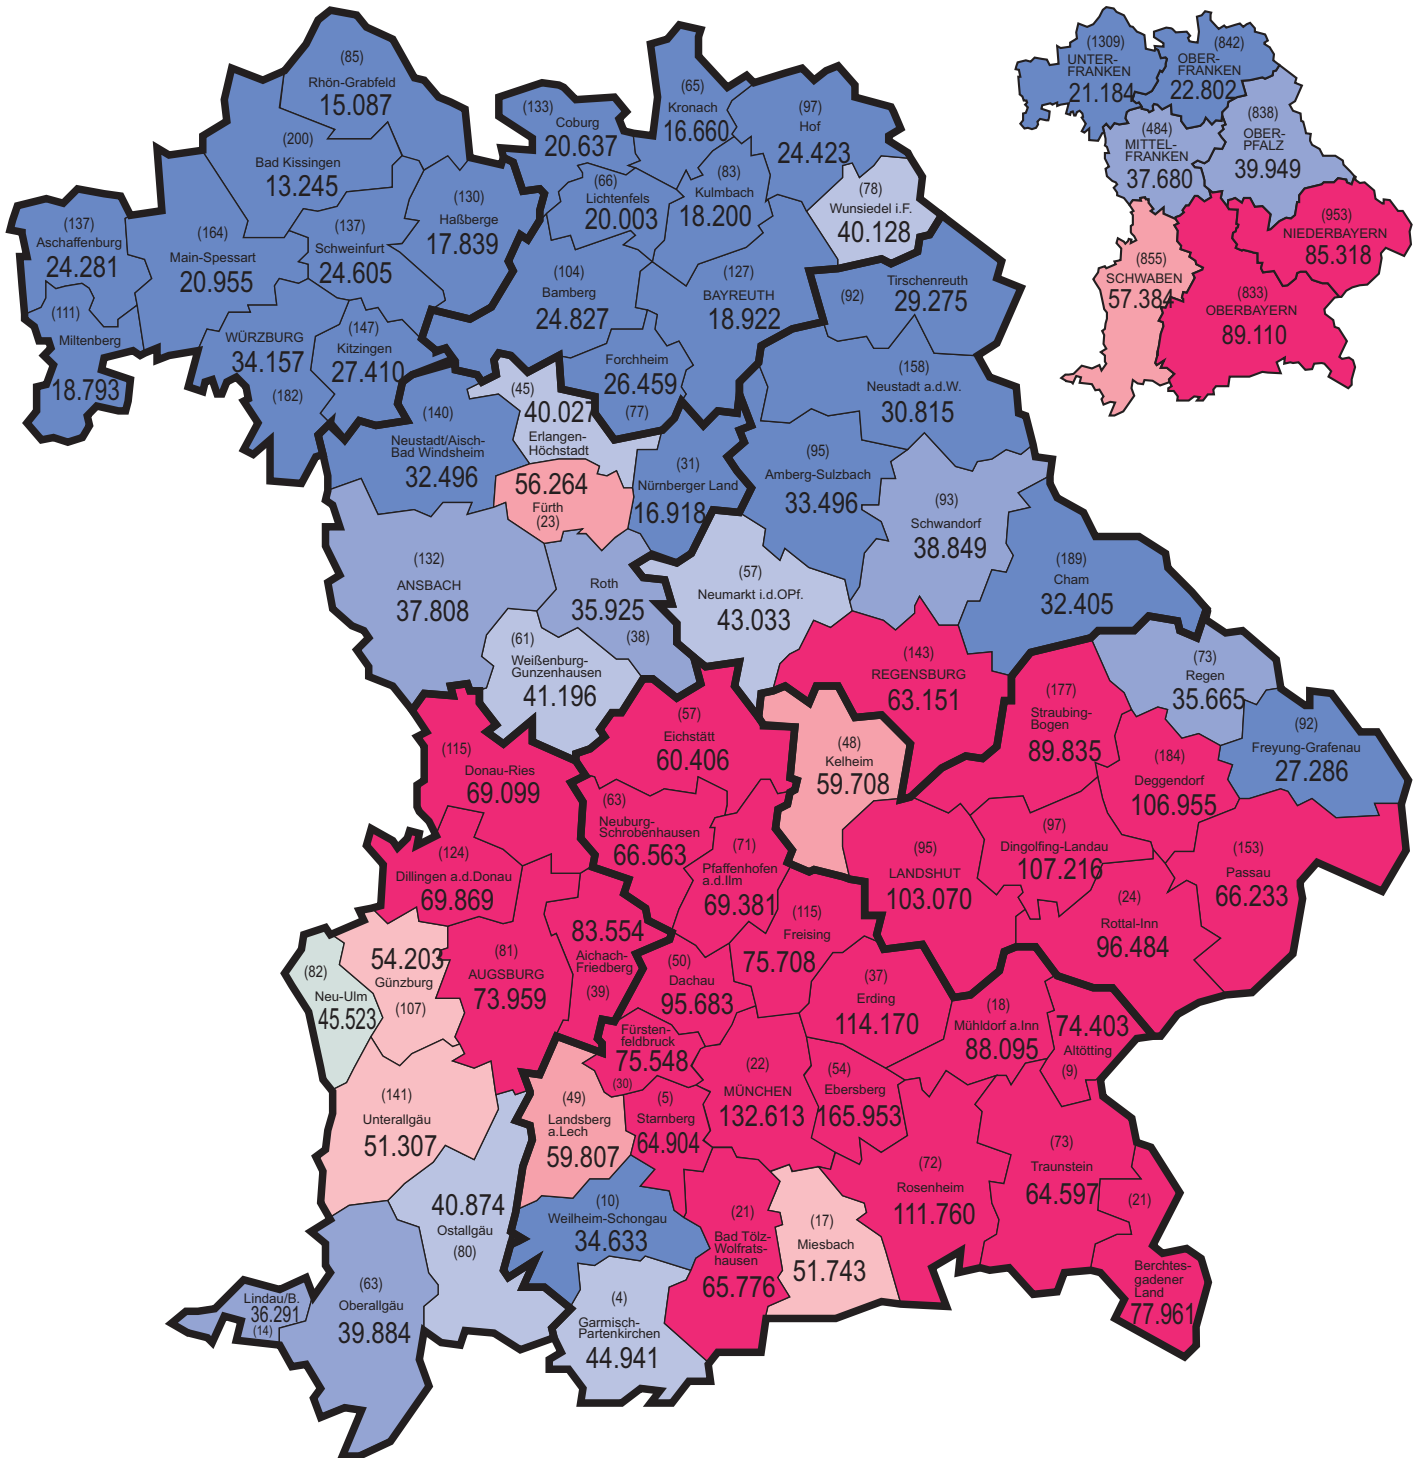 (85)
Rhön-Grabfeld
15.087
(200)
Bad Kissingen
13.245
(130)
Haßberge
17.839
(137)
Aschaffenburg
24.281
(164)
Main-Spessart
20.955
(137)
Schweinfurt
24.605
(111)
Miltenberg
18.793
WÜRZBURG
34.157
(182)
(147)
Kitzingen
27.410
(133)
Coburg
20.637
(65)
Kronach
16.660
(97)
Hof
24.423
(66)
Lichtenfels
20.003
(83)
Kulmbach
18.200
(78)
Wunsiedel i.F.
40.128
(104)
Bamberg
24.827
(127)
BAYREUTH
18.922
Forchheim
26.459
(77)
(92)
Tirschenreuth
29.275
(158)
Neustadt a.d.W.
30.815
(95)
Amberg-Sulzbach
33.496
(93)
Schwandorf
38.849
(189)
Cham
32.405
(57)
Neumarkt i.d.OPf.
43.033
(143)
REGENSBURG
63.151
(140)
Neustadt/Aisch-
Bad Windsheim
32.496
(45)
40.027
Erlangen-
Höchstadt
56.264
Fürth
(23)
(31)
Nürnberger Land
16.918
(132)
ANSBACH
37.808
Roth
35.925
(38)
(61)
Weißenburg-
Gunzenhausen
41.196
(73)
Regen
35.665
(92)
Freyung-Grafenau
27.286
(177)
Straubing-
Bogen
89.835
(184)
Deggendorf
106.955
(48)
Kelheim
59.708
(95)
LANDSHUT
103.070
(97)
Dingolfing-Landau
107.216
(153)
Passau
66.233
(24)
Rottal-Inn
96.484
(115)
Donau-Ries
69.099
(124)
Dillingen a.d.Donau
69.869
54.203
Günzburg
(107)
(82)
Neu-Ulm
45.523
(81)
AUGSBURG
73.959
83.554
Aichach-
Friedberg
(39)
(141)
Unterallgäu
51.307
40.874
Ostallgäu
(80)
(63)
Oberallgäu
39.884
Lindau/B.
36.291
(14)
(57)
Eichstätt
60.406
(63)
Neuburg-
Schrobenhausen
66.563
(71)
Pfaffenhofen
a.d.Ilm
69.381
(115)
Freising
75.708
(50)
Dachau
95.683
(37)
Erding
114.170
(18)
Mühldorf a.Inn
88.095
74.403
Altötting
(9)
Fürsten-
feldbruck
75.548
(30)
(22)
MÜNCHEN
132.613
(54)
Ebersberg
165.953
(49)
Landsberg
a.Lech
59.807
(5)
Starnberg
64.904
(10)
Weilheim-Schongau
34.633
(4)
Garmisch-
Partenkirchen
44.941
(21)
Bad Tölz-
Wolfrats-
hausen
65.776
(17)
Miesbach
51.743
(72)
Rosenheim
111.760
(73)
Traunstein
64.597
(21)
Berchtes-
gadener
Land
77.961
(1309)
UNTER-
FRANKEN
21.184
(842)
OBER-
FRANKEN
22.802
(484)
MITTEL-
FRANKEN
37.680
(838)
OBER-
PFALZ
39.949
(953)
NIEDERBAYERN
85.318
(855)
SCHWABEN
57.384
(833)
OBERBAYERN
89.110